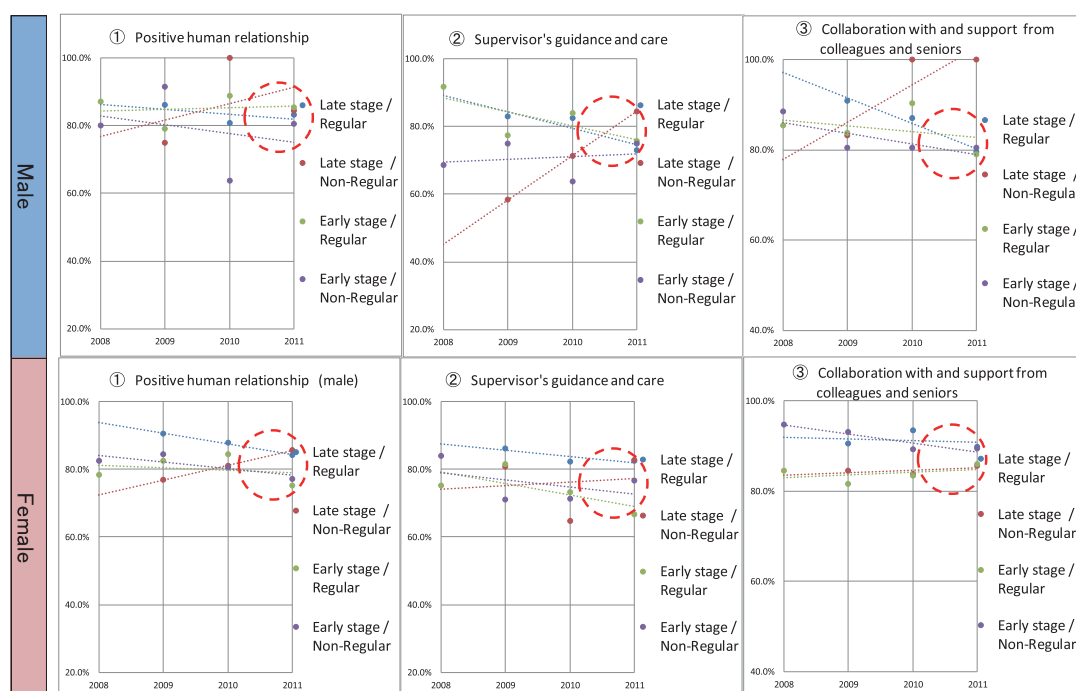 Male
① Positive human relationship
100.0%
80.0%
60.0%
40.0%
20.0%
2008 2009 2010 2011
Late stage /
Regular
Late stage /
Non-Regular
Early stage /
Regular
Early stage /
Non-Regular
② Supervisor's guidance and care
100.0%
80.0%
60.0%
40.0%
20.0%
2008 2009 2010 2011
Late stage /
Regular
Late stage /
Non-Regular
Early stage /
Regular
Early stage /
Non-Regular
③ Collaboration with and support from
colleagues and seniors
100.0%
80.0%
60.0%
40.0%
2008 2009 2010 2011
Late stage /
Regular
Late stage /
Non-Regular
Early stage /
Regular
Early stage /
Non-Regular
Female
① Positive human relationship (male)
100.0%
80.0%
60.0%
40.0%
20.0%
2008 2009 2010 2011
Late stage /
Regular
Late stage /
Non-Regular
Early stage /
Regular
Early stage /
Non-Regular
② Supervisor's guidance and care
100.0%
80.0%
60.0%
40.0%
20.0%
2008 2009 2010 2011
Late stage /
Regular
Late stage /
Non-Regular
Early stage /
Regular
Early stage /
Non-Regular
③ Collaboration with and support from
colleagues and seniors
100.0%
80.0%
60.0%
40.0%
2008 2009 2010 2011
Late stage /
Regular
Late stage /
Non-Regular
Early stage /
Regular
Early stage /
Non-Regular